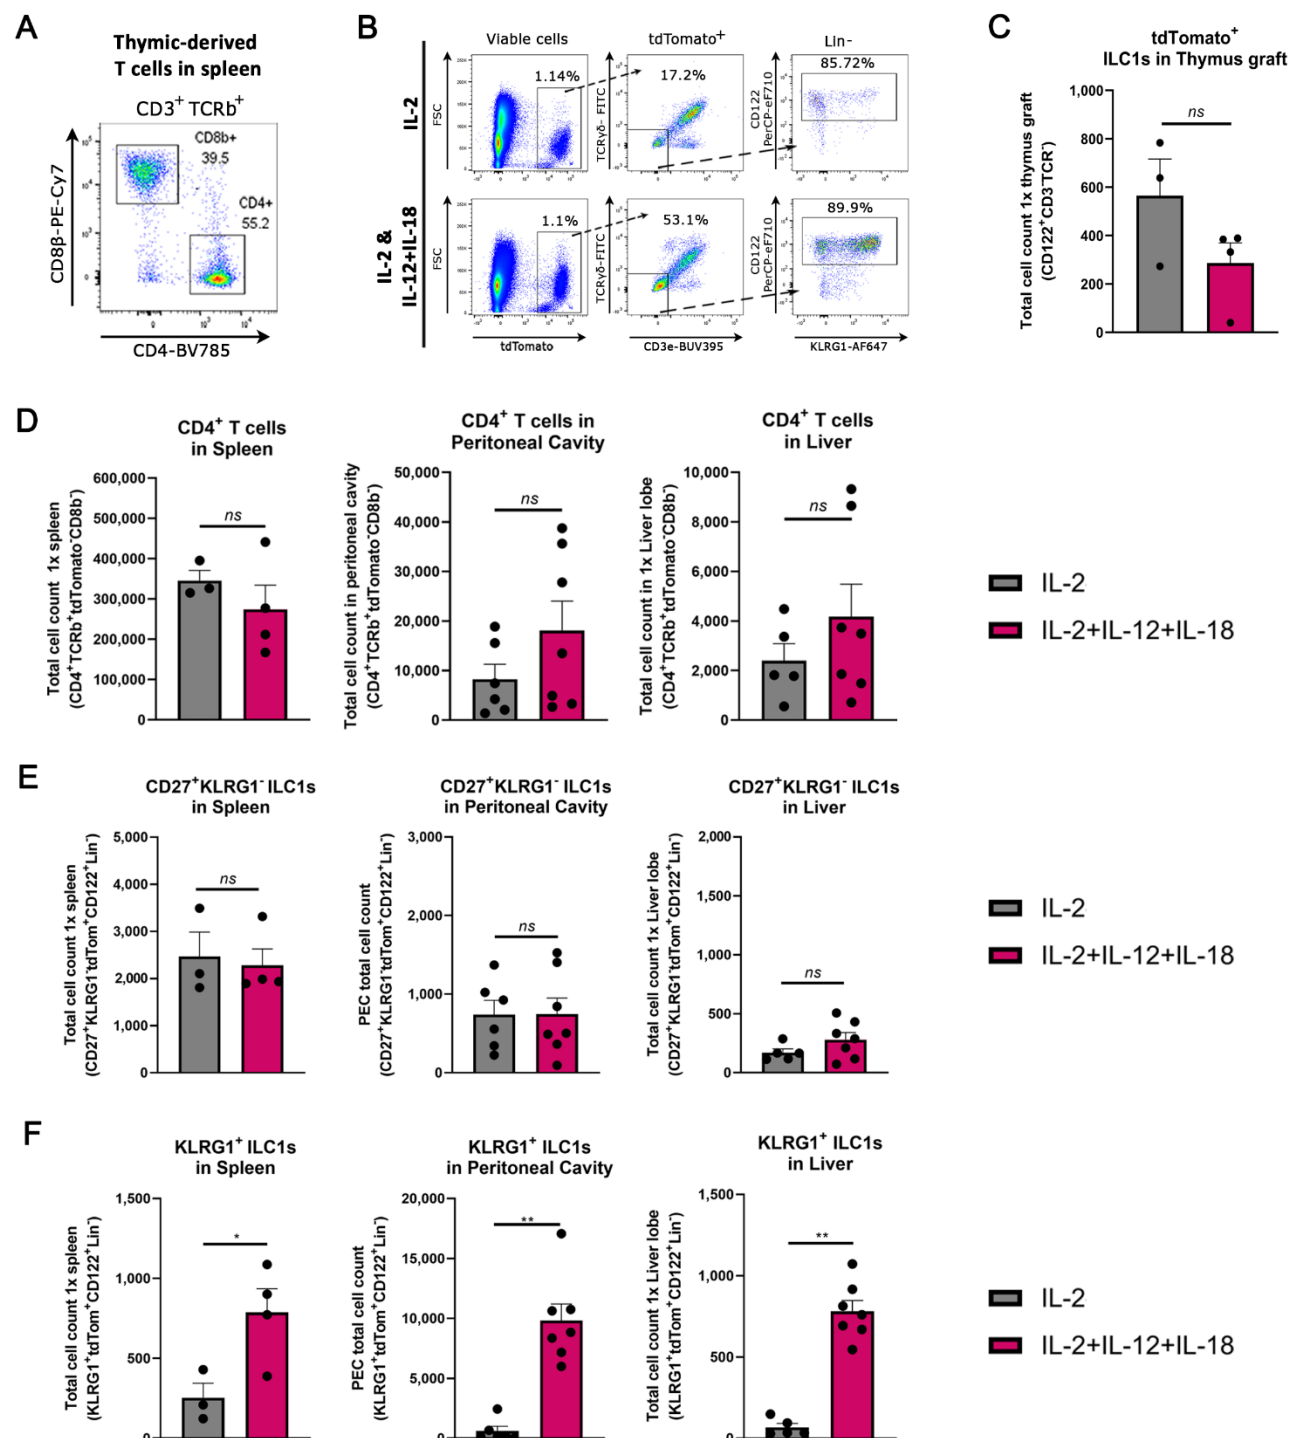 A
Thymic-derived
T cells in spleen
CD3+ TCRb+
CD8b+
39.5
CD4+
55.2
CD8β-PE-Cy7
CD4-BV785
B
Viable cells
tdTomato+
Lin-
IL-2
1.14%
17.2%
85.72%
FSC
TCRγδ- FITC
CD122
PerCP-eF710
IL-2 &
IL-12+IL-18
1.1%
53.1%
89.9%
FSC
TCRγδ-FITC
CD122
PerCP-eF710
tdTomato
CD3e-BUV395
KLRG1-AF647
C
tdTomato+
ILC1s in Thymus graft
Total cell count 1x thymus graft
(CD122+CD3-TCR-)
1,000
800
600
400
200
0
ns
D
CD4+ T cells
in Spleen
Total cell count 1x spleen
(CD4+TCRb+tdTomato-CD8b-)
600,000
500,000
400,000
300,000
200,000
100,000
0
ns
CD4+ T cells in
Peritoneal Cavity
Total cell count in peritoneal cavity
(CD4+TCRb+tdTomato-CD8b-)
50,000
40,000
30,000
20,000
10,000
0
ns
CD4+ T cells
in Liver
Total cell count in 1x Liver lobe
(CD4+TCRb+tdTomato-CD8b-)
10,000
8,000
6,000
4,000
2,000
0
ns
IL-2
IL-2+IL-12+IL-18
E
CD27+KLRG1- ILC1s
in Spleen
Total cell count 1x spleen
(CD27+KLRG1-tdTom+CD122+Lin-)
5,000
4,000
3,000
2,000
1,000
0
ns
CD27+KLRG1- ILC1s
in Peritoneal Cavity
PEC total cell count
(CD27+KLRG1-tdTom+CD122+Lin-)
3,000
2,000
1,000
0
ns
CD27+KLRG1- ILC1s
in Liver
Total cell count 1x Liver lobe
(CD27+KLRG1-tdTom+CD122+Lin-)
2,000
1,500
1,000
500
0
ns
IL-2
IL-2+IL-12+IL-18
F
KLRG1+ ILC1s
in Spleen
Total cell count 1x spleen
(KLRG1+tdTom+CD122+Lin-)
1,500
1,000
500
*
KLRG1+ ILC1s
in Peritoneal Cavity
PEC total cell count
(KLRG1+tdTom+CD122+Lin-)
20,000
15,000
10,000
5,000
**
KLRG1+ ILC1s
in Liver
Total cell count 1x Liver lobe
(KLRG1+tdTom+CD122+Lin-)
1,500
1,000
500
**
IL-2
IL-2+IL-12+IL-18